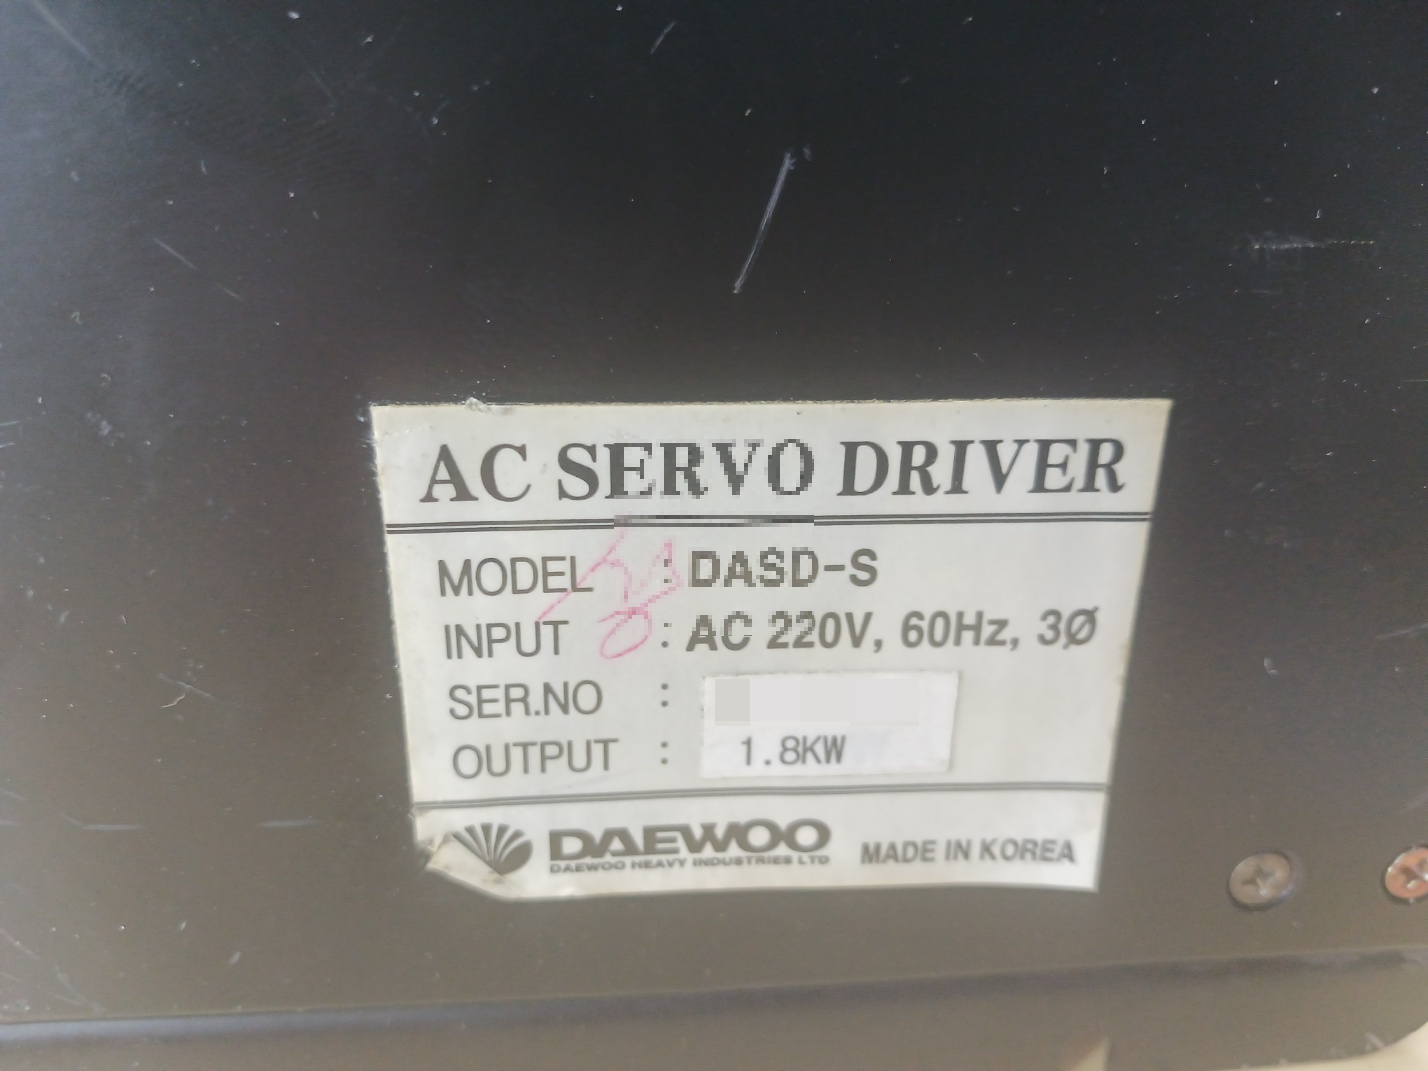 AC SERVO DRIVER
MODEL : DASD-S
INPUT : AC 220V, 60Hz, 3Ø
SER.NO :
OUTPUT : 1.8KW
DAEWOO
DAEWOO HEAVY INDUSTRIES LTD
MADE IN KOREA